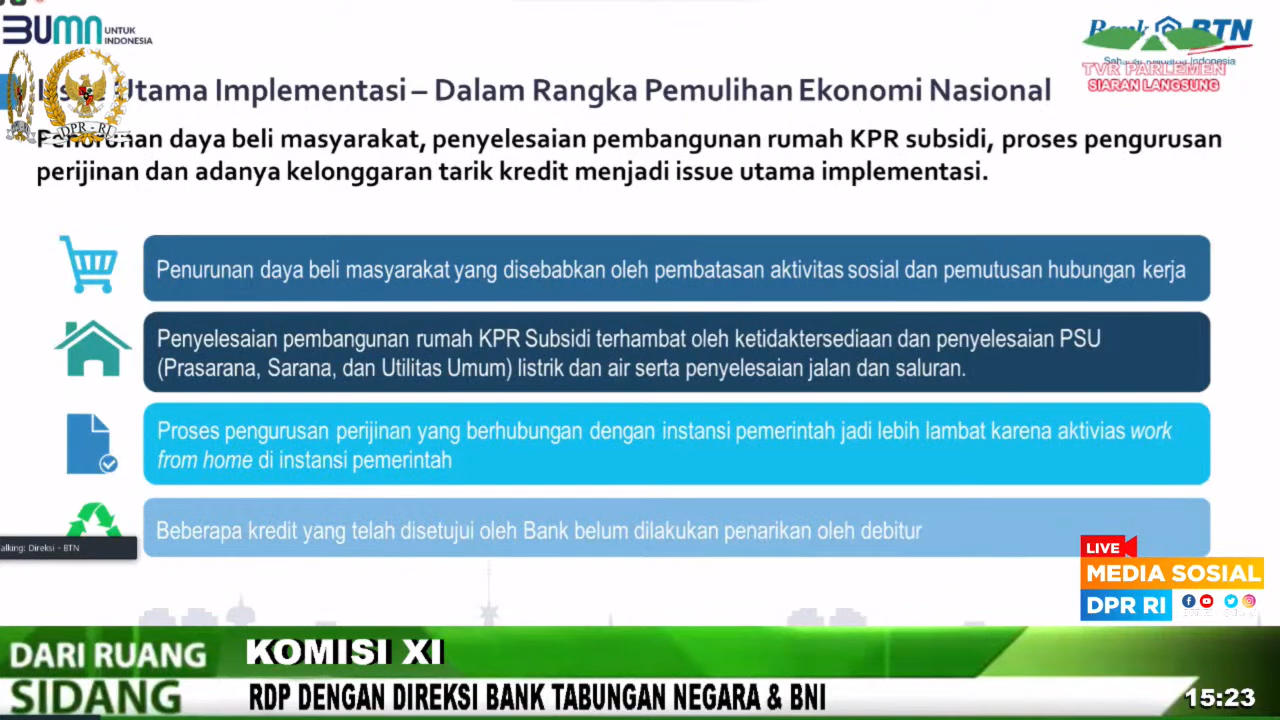 BUMN UNTUK
INDONESIA
Bank BTN
Indonesia
TVR PARLEMEN
SIARAN LANGSUNG
Utama Implementasi – Dalam Rangka Pemulihan Ekonomi Nasional
DPR - RI
Penurunan daya beli masyarakat, penyelesaian pembangunan rumah KPR subsidi, proses pengurusan
perijinan dan adanya kelonggaran tarik kredit menjadi issue utama implementasi.
Penurunan daya beli masyarakat yang disebabkan oleh pembatasan aktivitas sosial dan pemutusan hubungan kerja
Penyelesaian pembangunan rumah KPR Subsidi terhambat oleh ketidaktersediaan dan penyelesaian PSU
(Prasarana, Sarana, dan Utilitas Umum) listrik dan air serta penyelesaian jalan dan saluran.
Proses pengurusan perijinan yang berhubungan dengan instansi pemerintah jadi lebih lambat karena aktivias work
from home di instansi pemerintah
Beberapa kredit yang telah disetujui oleh Bank belum dilakukan penarikan oleh debitur
alking: Direksi - BTN
LIVE
MEDIA SOSIAL
DPR RI
DARI RUANG
SIDANG
KOMISI XI
RDP DENGAN DIREKSI BANK TABUNGAN NEGARA & BNI
15:23